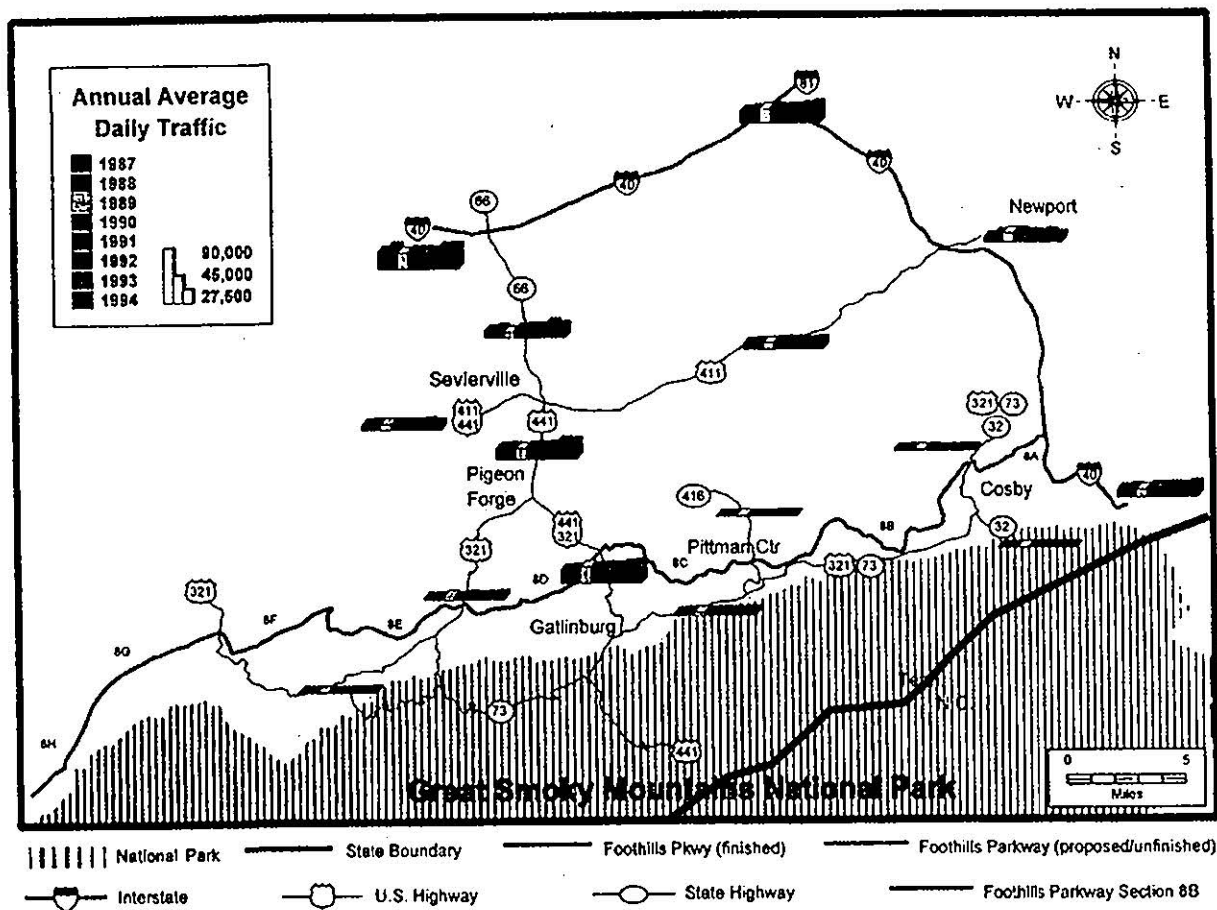 Annual Average
Daily Traffic
1987
1988
1989
1990
1991
1992
1993
1994
90,000
45,000
27,500
N
W
E
S
81
40
40
66
40
Newport
66
Sevierville
411
411
441
441
321
73
32
8A
Pigeon
Forge
416
Cosby
40
32
441
321
8B
321
Pittman Ctr
8C
321
73
8D
321
8F
8E
Gatlinburg
8G
73
N.C.
8H
441
0
5
Miles
Great Smoky Mountains National Park
National Park
State Boundary
Foothills Pkwy (finished)
Foothills Parkway (proposed/unfinished)
Interstate
U.S. Highway
State Highway
Foothills Parkway Section 8B